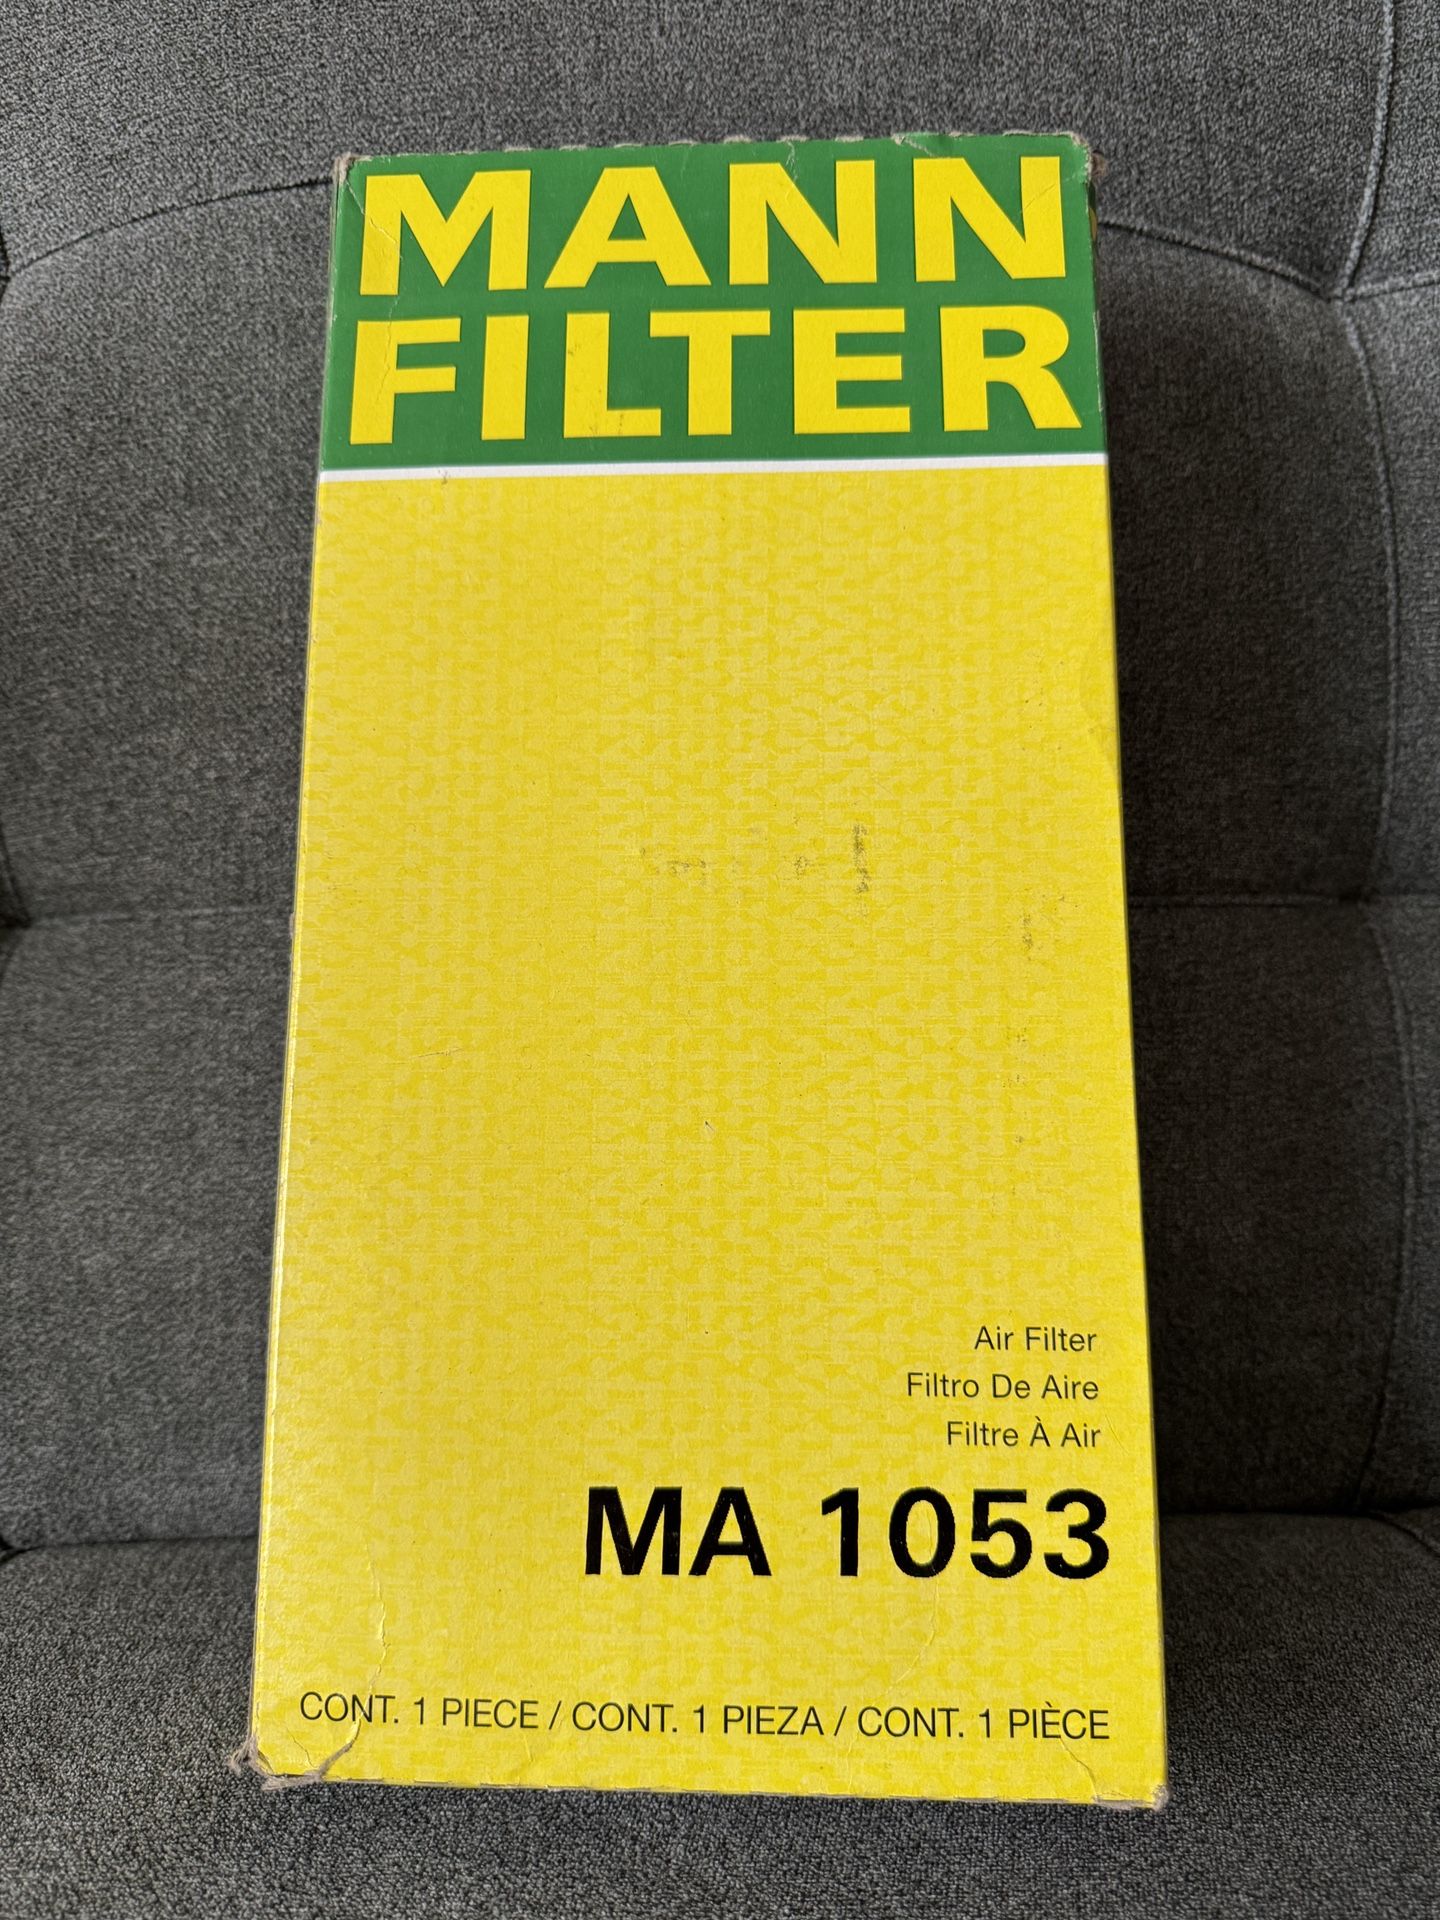 MANN
FILTER
Air Filter
Filtro De Aire
Filtre À Air
MA 1053
CONT. 1 PIECE / CONT. 1 PIEZA / CONT. 1 PIÈCE